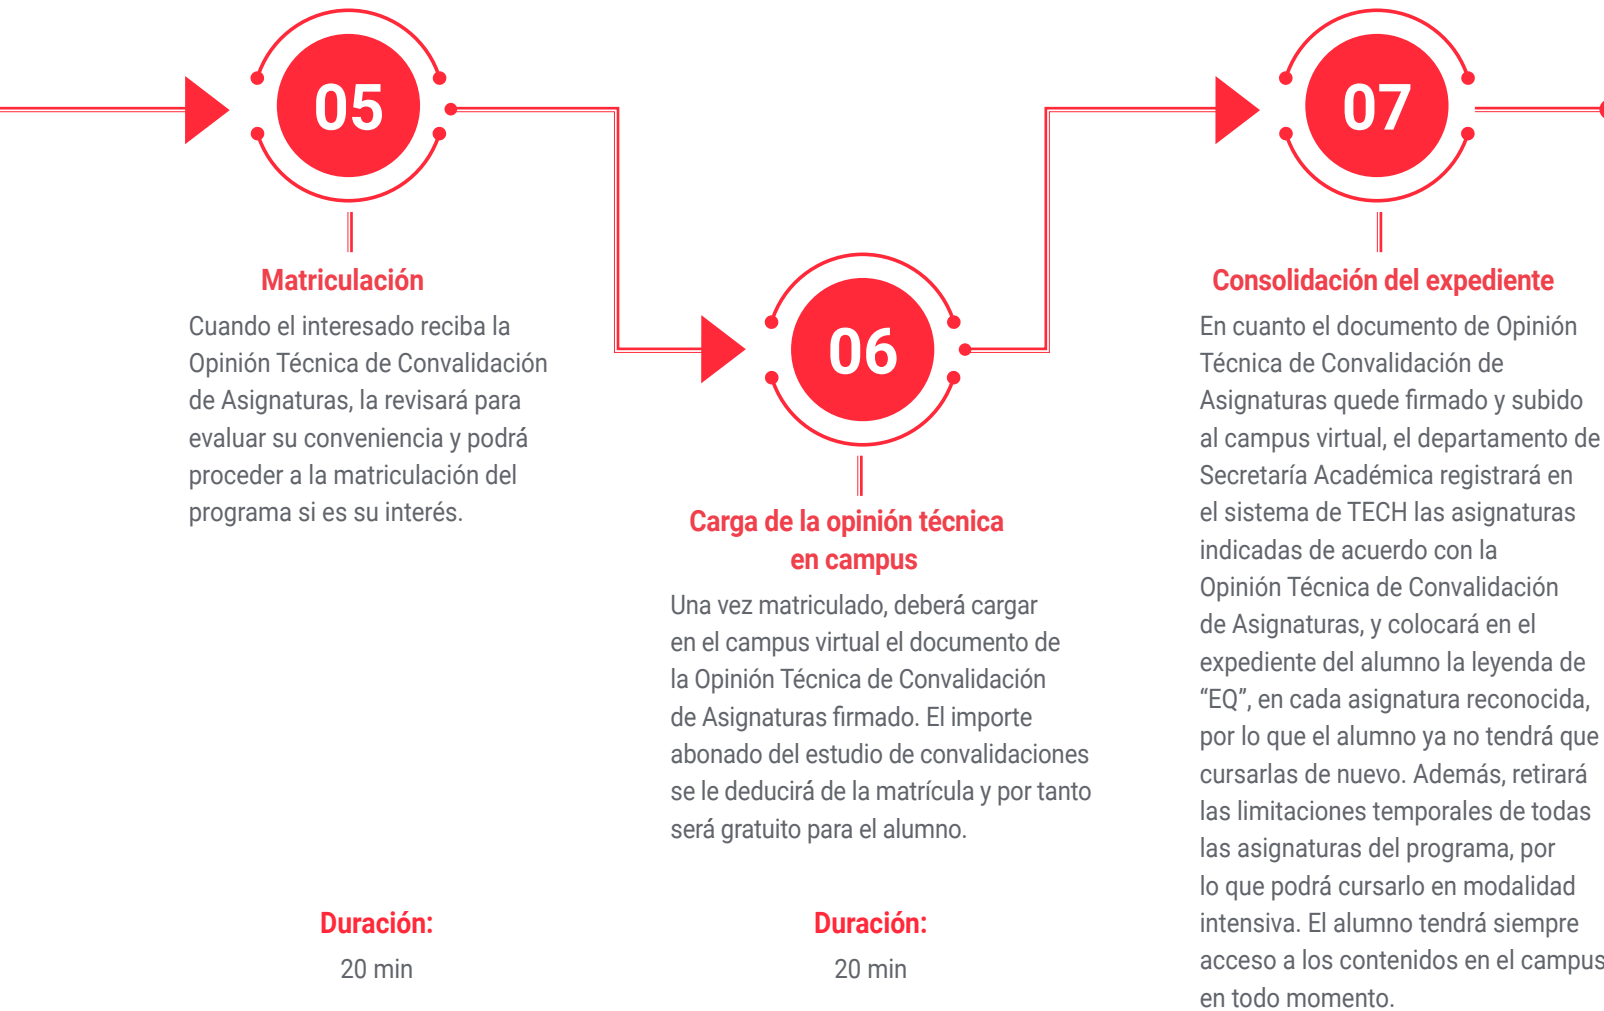 05
Matriculación
Cuando el interesado reciba la
Opinión Técnica de Convalidación
de Asignaturas, la revisará para
evaluar su conveniencia y podrá
proceder a la matriculación del
programa si es su interés.
Duración:
20 min
06
Carga de la opinión técnica
en campus
Una vez matriculado, deberá cargar
en el campus virtual el documento de
la Opinión Técnica de Convalidación
de Asignaturas firmado. El importe
abonado del estudio de convalidaciones
se le deducirá de la matrícula y por tanto
será gratuito para el alumno.
Duración:
20 min
07
Consolidación del expediente
En cuanto el documento de Opinión
Técnica de Convalidación de
Asignaturas quede firmado y subido
al campus virtual, el departamento de
Secretaría Académica registrará en
el sistema de TECH las asignaturas
indicadas de acuerdo con la
Opinión Técnica de Convalidación
de Asignaturas, y colocará en el
expediente del alumno la leyenda de
“EQ”, en cada asignatura reconocida,
por lo que el alumno ya no tendrá que
cursarlas de nuevo. Además, retirará
las limitaciones temporales de todas
las asignaturas del programa, por
lo que podrá cursarlo en modalidad
intensiva. El alumno tendrá siempre
acceso a los contenidos en el campus
en todo momento.